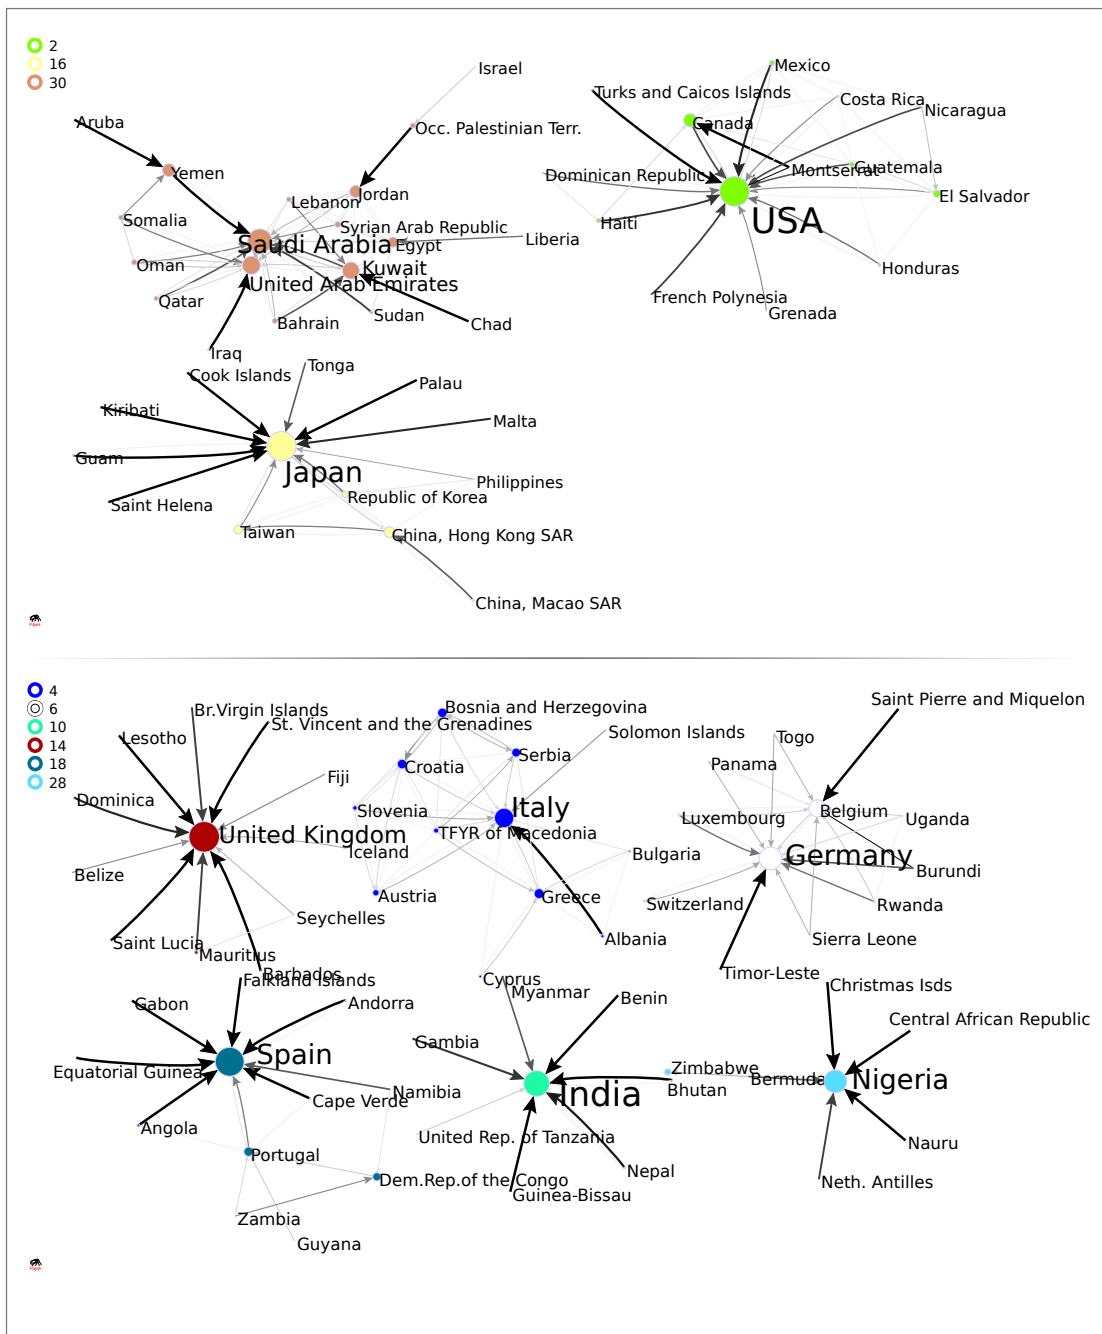 2
16
30
Israel
Mexico
Turks and Caicos Islands
Costa Rica
Nicaragua
Aruba
Occ. Palestinian Terr.
Canada
Yemen
Montserrat
Guatemala
Dominican Republic
Jordan
El Salvador
Lebanon
USA
Somalia
Haiti
Syrian Arab Republic
Saudi Arabia
Egypt
Liberia
Oman
Kuwait
Honduras
United Arab Emirates
Qatar
French Polynesia
Grenada
Bahrain
Sudan
Chad
Iraq
Tonga
Cook Islands
Palau
Kiribati
Malta
Guam
Japan
Philippines
Republic of Korea
Saint Helena
Taiwan
China, Hong Kong SAR
China, Macao SAR
4
6
10
14
18
28
Saint Pierre and Miquelon
Br.Virgin Islands
Bosnia and Herzegovina
St. Vincent and the Grenadines
Solomon Islands
Lesotho
Togo
Serbia
Croatia
Panama
Fiji
Dominica
Slovenia
Italy
Belgium
Luxembourg
Uganda
United Kingdom
TFYR of Macedonia
Iceland
Bulgaria
Germany
Belize
Burundi
Austria
Greece
Switzerland
Rwanda
Seychelles
Saint Lucia
Mauritius
Albania
Sierra Leone
Barbados
Timor-Leste
Falkland Islands
Cyprus
Myanmar
Christmas Isds
Gabon
Andorra
Benin
Central African Republic
Gambia
Spain
Equatorial Guinea
Zimbabwe
Bermuda
Nigeria
Namibia
Bhutan
India
Cape Verde
Angola
United Rep. of Tanzania
Nauru
Portugal
Nepal
Dem.Rep.of the Congo
Neth. Antilles
Guinea-Bissau
Zambia
Guyana